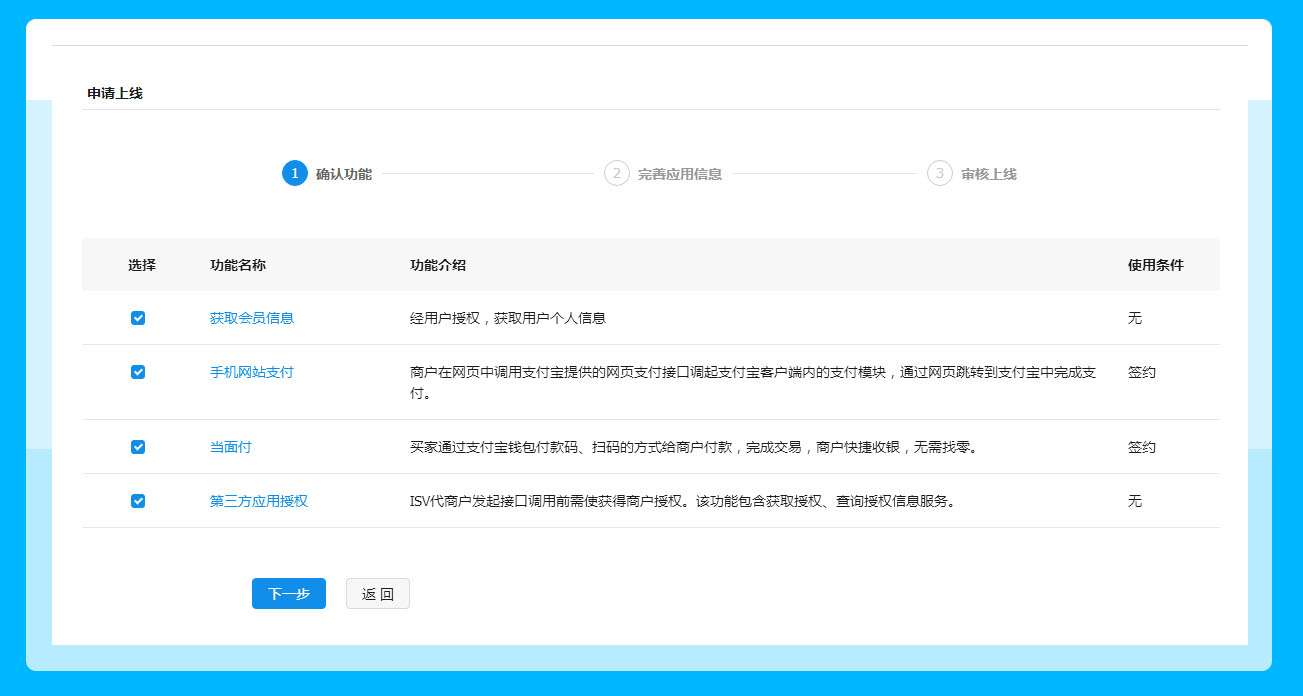 申请上线
1 确认功能 2 完善应用信息 3 审核上线
选择 功能名称 功能介绍 使用条件
获取会员信息 经用户授权，获取用户个人信息 无
手机网站支付 商户在网页中调用支付宝提供的网页支付接口调起支付宝客户端内的支付模块，通过网页跳转到支付宝中完成支 签约
付。
当面付 买家通过支付宝钱包付款码、扫码的方式给商户付款，完成交易，商户快捷收银，无需找零。 签约
第三方应用授权 ISV代商户发起接口调用前需使获得商户授权。该功能包含获取授权、查询授权信息服务。 无
下一步 返 回